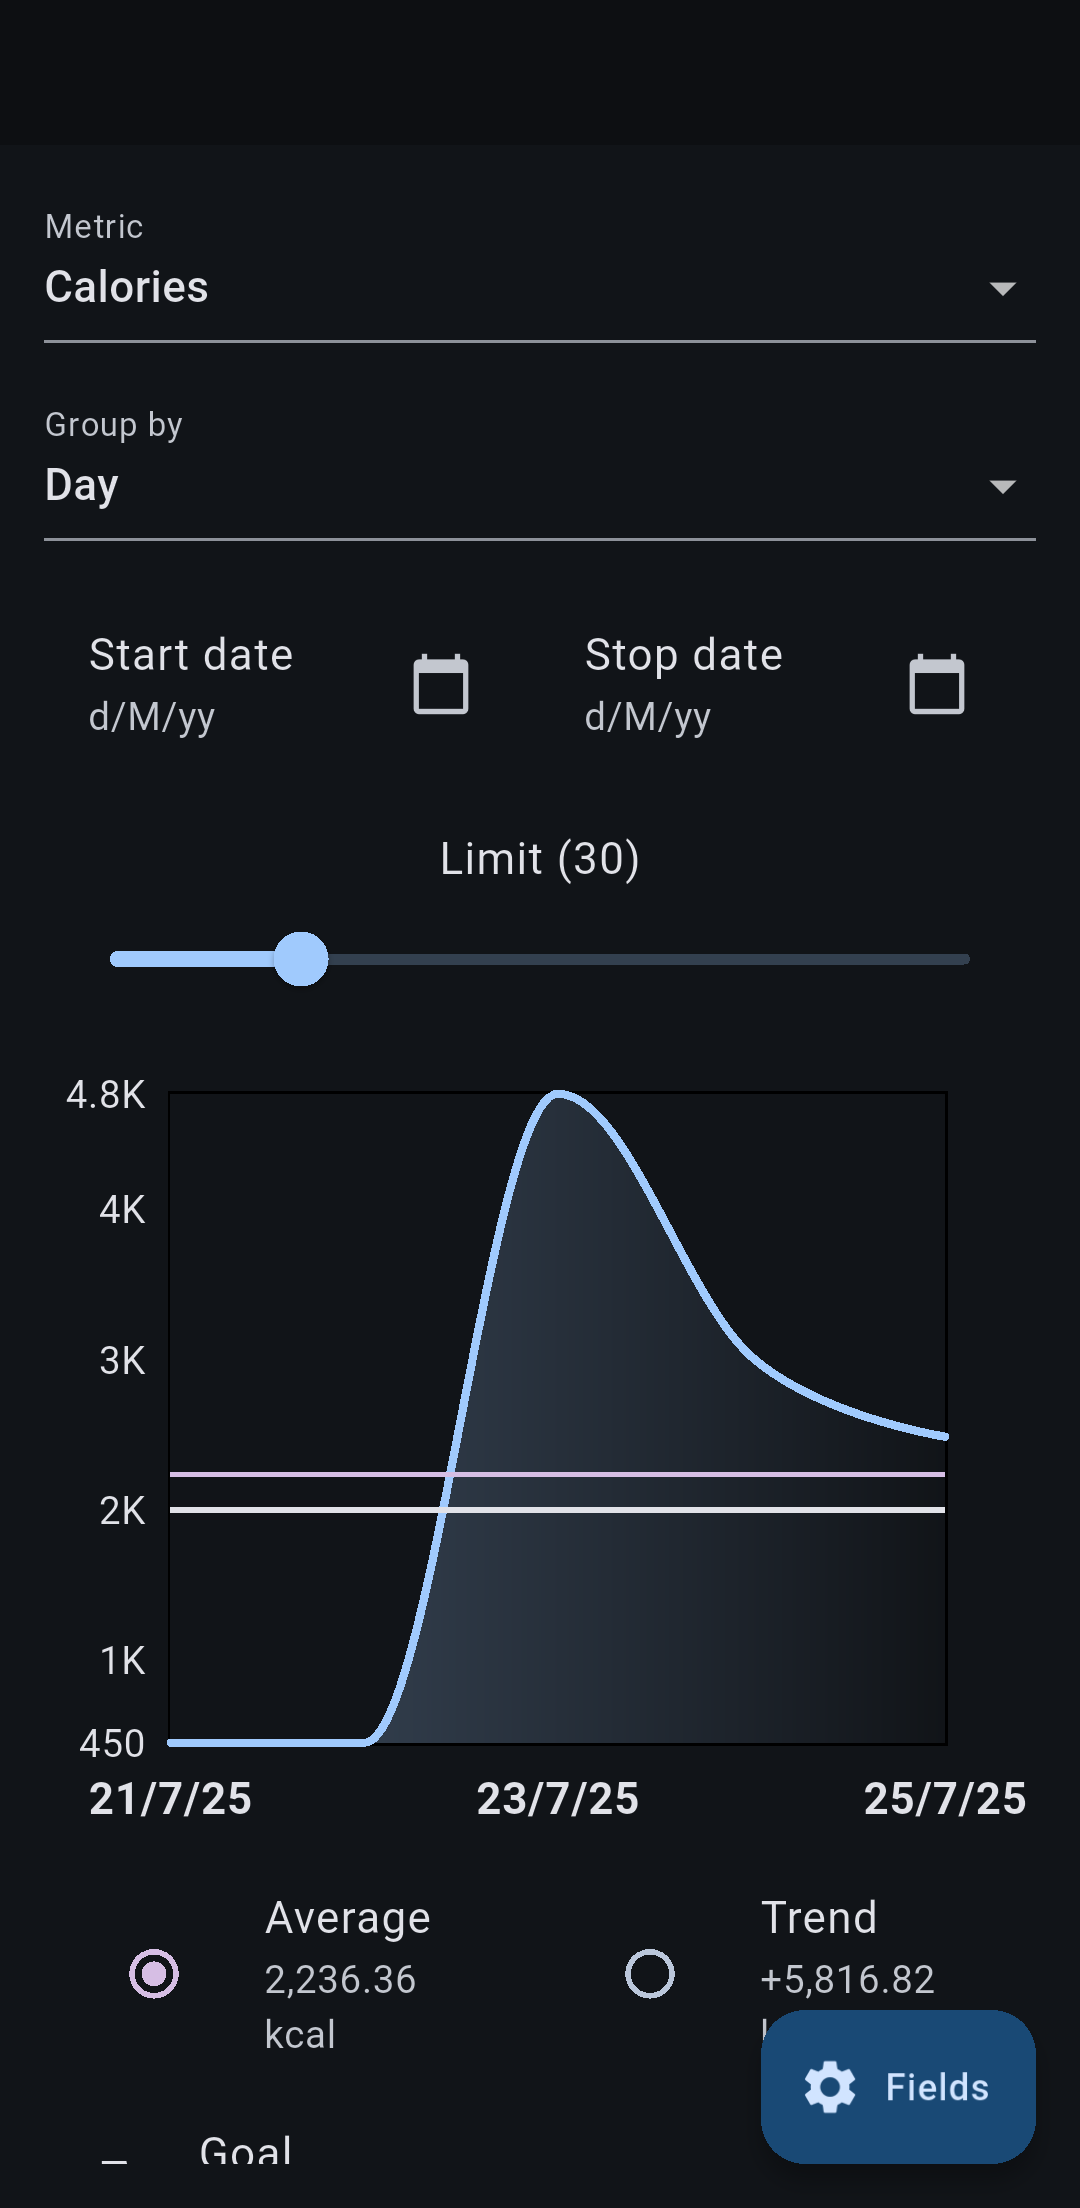 Metric
Calories
Group by
Day
Start date
d/M/yy
Stop date
d/M/yy
Limit (30)
4.8K
4K
3K
2K
1K
450
21/7/25
23/7/25
25/7/25
Average
2,236.36
kcal
Trend
+5,816.82
Fields
Goal